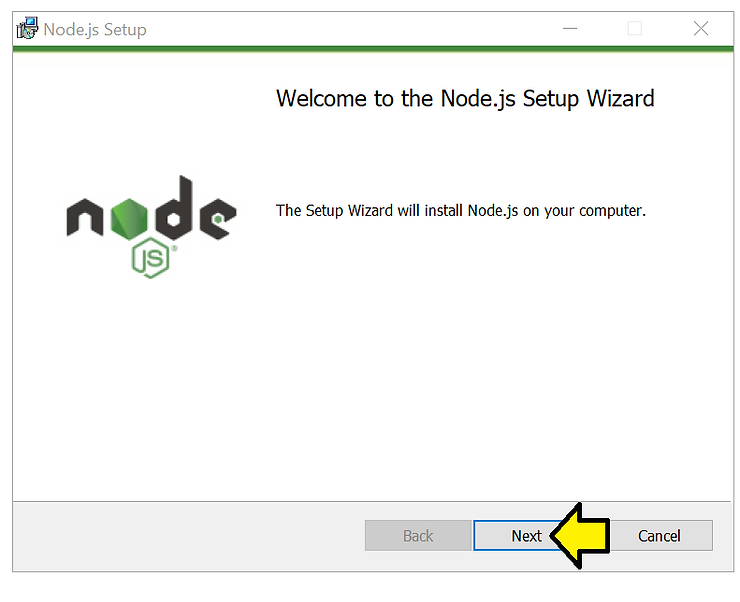 Node.js Setup
Welcome to the Node.js Setup Wizard
The Setup Wizard will install Node.js on your computer.
node
JS®
Back
Next
Cancel